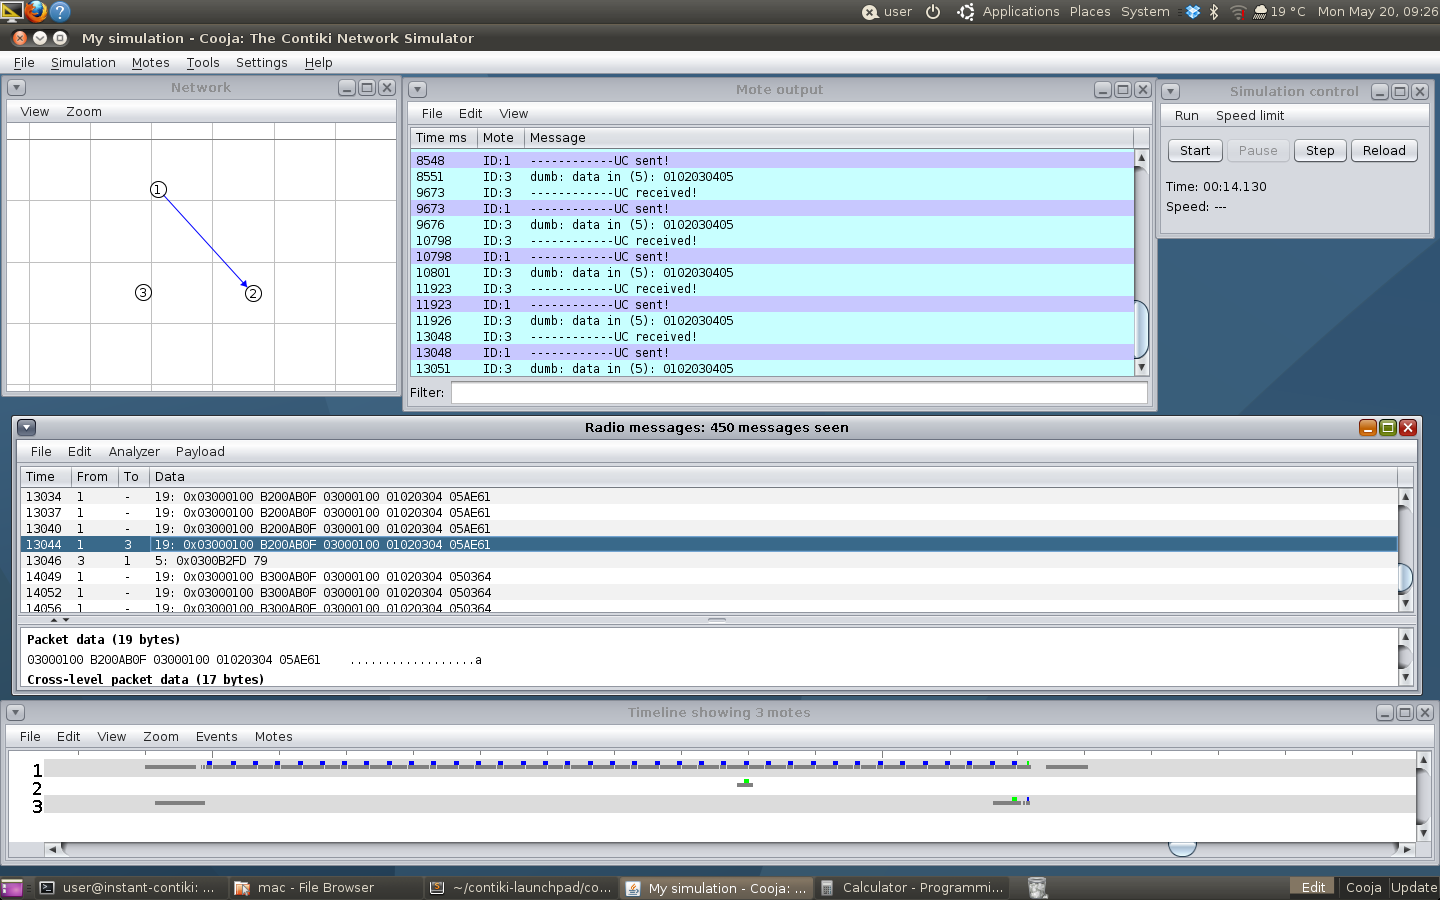 user Applications Places System 19 °C Mon May 20, 09:26
My simulation - Cooja: The Contiki Network Simulator
File Simulation Motes Tools Settings Help
Network
View Zoom
1
3
2
Mote output
File Edit View
Time ms Mote Message
8548 ID:1 ------------UC sent!
8551 ID:3 dumb: data in (5): 0102030405
9673 ID:3 ------------UC received!
9673 ID:1 ------------UC sent!
9676 ID:3 dumb: data in (5): 0102030405
10798 ID:3 ------------UC received!
10798 ID:1 ------------UC sent!
10801 ID:3 dumb: data in (5): 0102030405
11923 ID:3 ------------UC received!
11923 ID:1 ------------UC sent!
11926 ID:3 dumb: data in (5): 0102030405
13048 ID:3 ------------UC received!
13048 ID:1 ------------UC sent!
13051 ID:3 dumb: data in (5): 0102030405
Filter:
Simulation control
Run Speed limit
Start Pause Step Reload
Time: 00:14.130
Speed: ---
Radio messages: 450 messages seen
File Edit Analyzer Payload
Time From To Data
13034 1 - 19: 0x03000100 B200AB0F 03000100 01020304 05AE61
13037 1 - 19: 0x03000100 B200AB0F 03000100 01020304 05AE61
13040 1 - 19: 0x03000100 B200AB0F 03000100 01020304 05AE61
13044 1 3 19: 0x03000100 B200AB0F 03000100 01020304 05AE61
13046 3 1 5: 0x0300B2FD 79
14049 1 - 19: 0x03000100 B300AB0F 03000100 01020304 050364
14052 1 - 19: 0x03000100 B300AB0F 03000100 01020304 050364
14056 1 - 19: 0x03000100 B300AB0F 03000100 01020304 050364
Packet data (19 bytes)
03000100 B200AB0F 03000100 01020304 05AE61 ..................a
Cross-level packet data (17 bytes)
Timeline showing 3 motes
File Edit View Zoom Events Motes
1
2
3
user@instant-contiki: ... mac - File Browser ~/contiki-launchpad/co... My simulation - Cooja: ... Calculator - Programmi... Edit Cooja Update